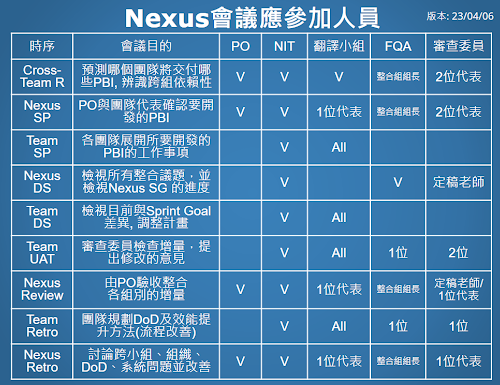 Nexus會議應參加人員
版本: 23/04/06
時序 會議目的 PO NIT 翻譯小組 FQA 審查委員
Cross-Team R 預測哪個團隊將交付哪些PBI, 辨識跨組依賴性 V V V 整合組組長 2位代表
Nexus SP PO與團隊代表確認要開發的PBI V V 1位代表 整合組組長 2位代表
Team SP 各團隊展開所要開發的PBI的工作事項 V All
Nexus DS 檢視所有整合議題，並檢視Nexus SG 的進度 V V 定稿老師
Team DS 檢視目前與Sprint Goal差異, 調整計畫 V All
Team UAT 審查委員檢查增量，提出修改的意見 V All 1位 2位
Nexus Review 由PO驗收整合各組別的增量 V V 1位代表 整合組組長 定稿老師/1位代表
Team Retro 團隊規劃DoD及效能提升方法(流程改善) V All 1位 1位
Nexus Retro 討論跨小組、組織、DoD、系統問題並改善 V V 1位代表 整合組組長 1位代表